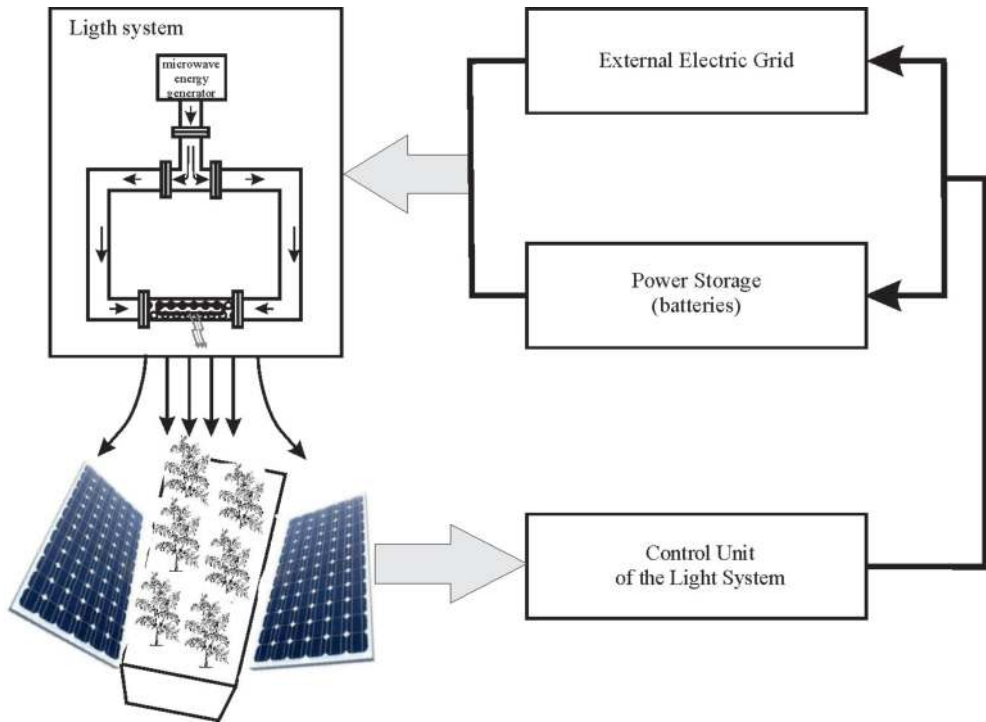 Ligth system
microwave
energy
generator
External Electric Grid
Power Storage
(batteries)
Control Unit
of the Light System